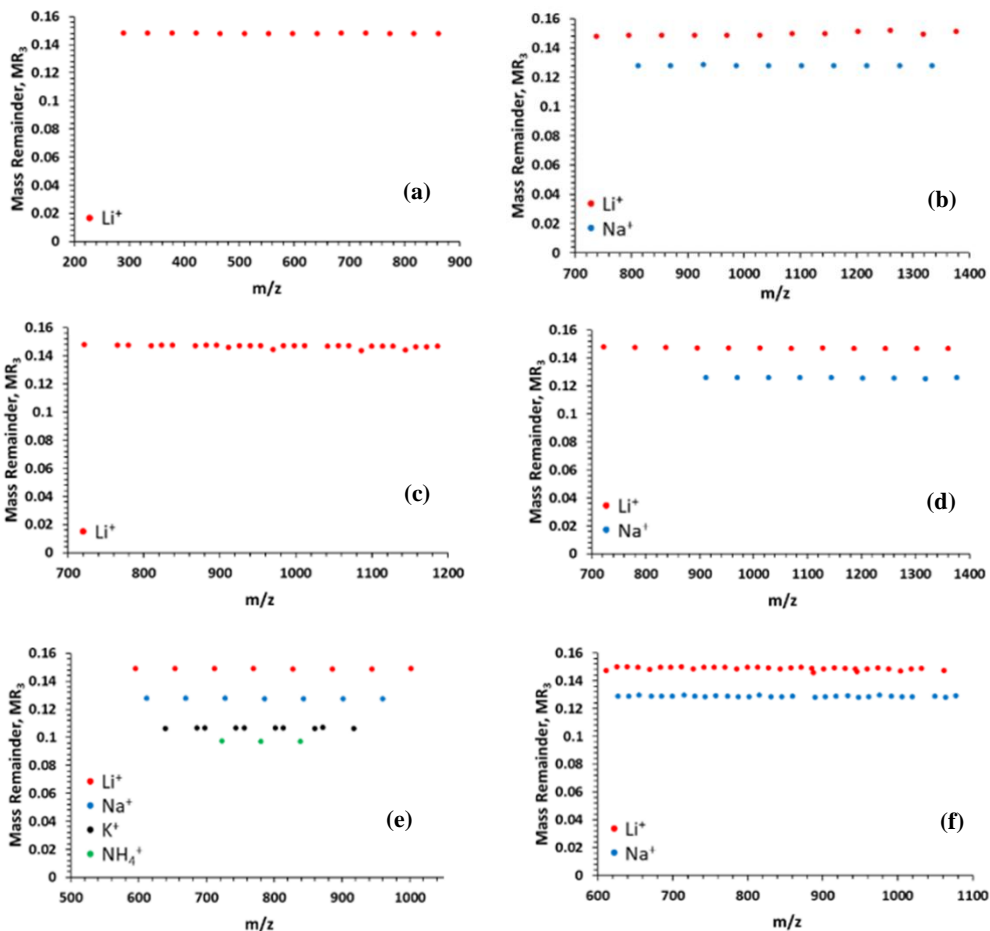 0.16
0.14
0.12
0.1
0.08
0.06
0.04
0.02
0
Mass Remainder, MR₃
Li⁺
(a)
200 300 400 500 600 700 800 900
m/z
0.16
0.14
0.12
0.1
0.08
0.06
0.04
0.02
0
Mass Remainder, MR₃
Li⁺
Na⁺
(b)
700 800 900 1000 1100 1200 1300 1400
m/z
0.16
0.14
0.12
0.1
0.08
0.06
0.04
0.02
0
Mass Remainder, MR₃
Li⁺
(c)
700 800 900 1000 1100 1200
m/z
0.16
0.14
0.12
0.1
0.08
0.06
0.04
0.02
0
Mass Remainder, MR₃
Li⁺
Na⁺
(d)
700 800 900 1000 1100 1200 1300 1400
m/z
0.16
0.14
0.12
0.1
0.08
0.06
0.04
0.02
0
Mass Remainder, MR₃
Li⁺
Na⁺
K⁺
NH₄⁺
(e)
500 600 700 800 900 1000
m/z
0.16
0.14
0.12
0.1
0.08
0.06
0.04
0.02
0
Mass Remainder, MR₃
Li⁺
Na⁺
(f)
600 700 800 900 1000 1100
m/z